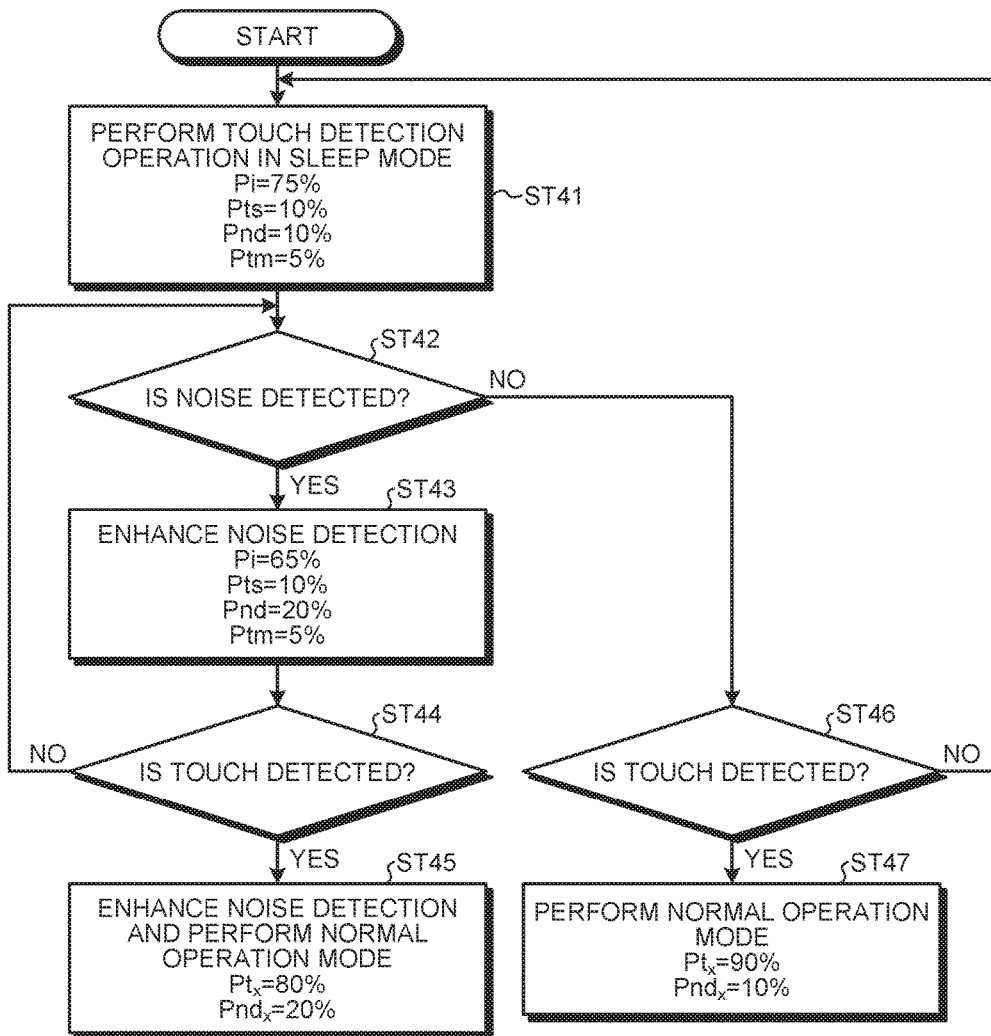 START
PERFORM TOUCH DETECTION
OPERATION IN SLEEP MODE
Pi=75%
Pts=10%
Pnd=10%
Ptm=5%
ST41
ST42
IS NOISE DETECTED?
NO
YES
ST43
ENHANCE NOISE DETECTION
Pi=65%
Pts=10%
Pnd=20%
Ptm=5%
ST44
NO
IS TOUCH DETECTED?
YES
ST45
ENHANCE NOISE DETECTION
AND PERFORM NORMAL
OPERATION MODE
Ptx=80%
Pndx=20%
ST46
IS TOUCH DETECTED?
NO
YES
ST47
PERFORM NORMAL OPERATION
MODE
Ptx=90%
Pndx=10%